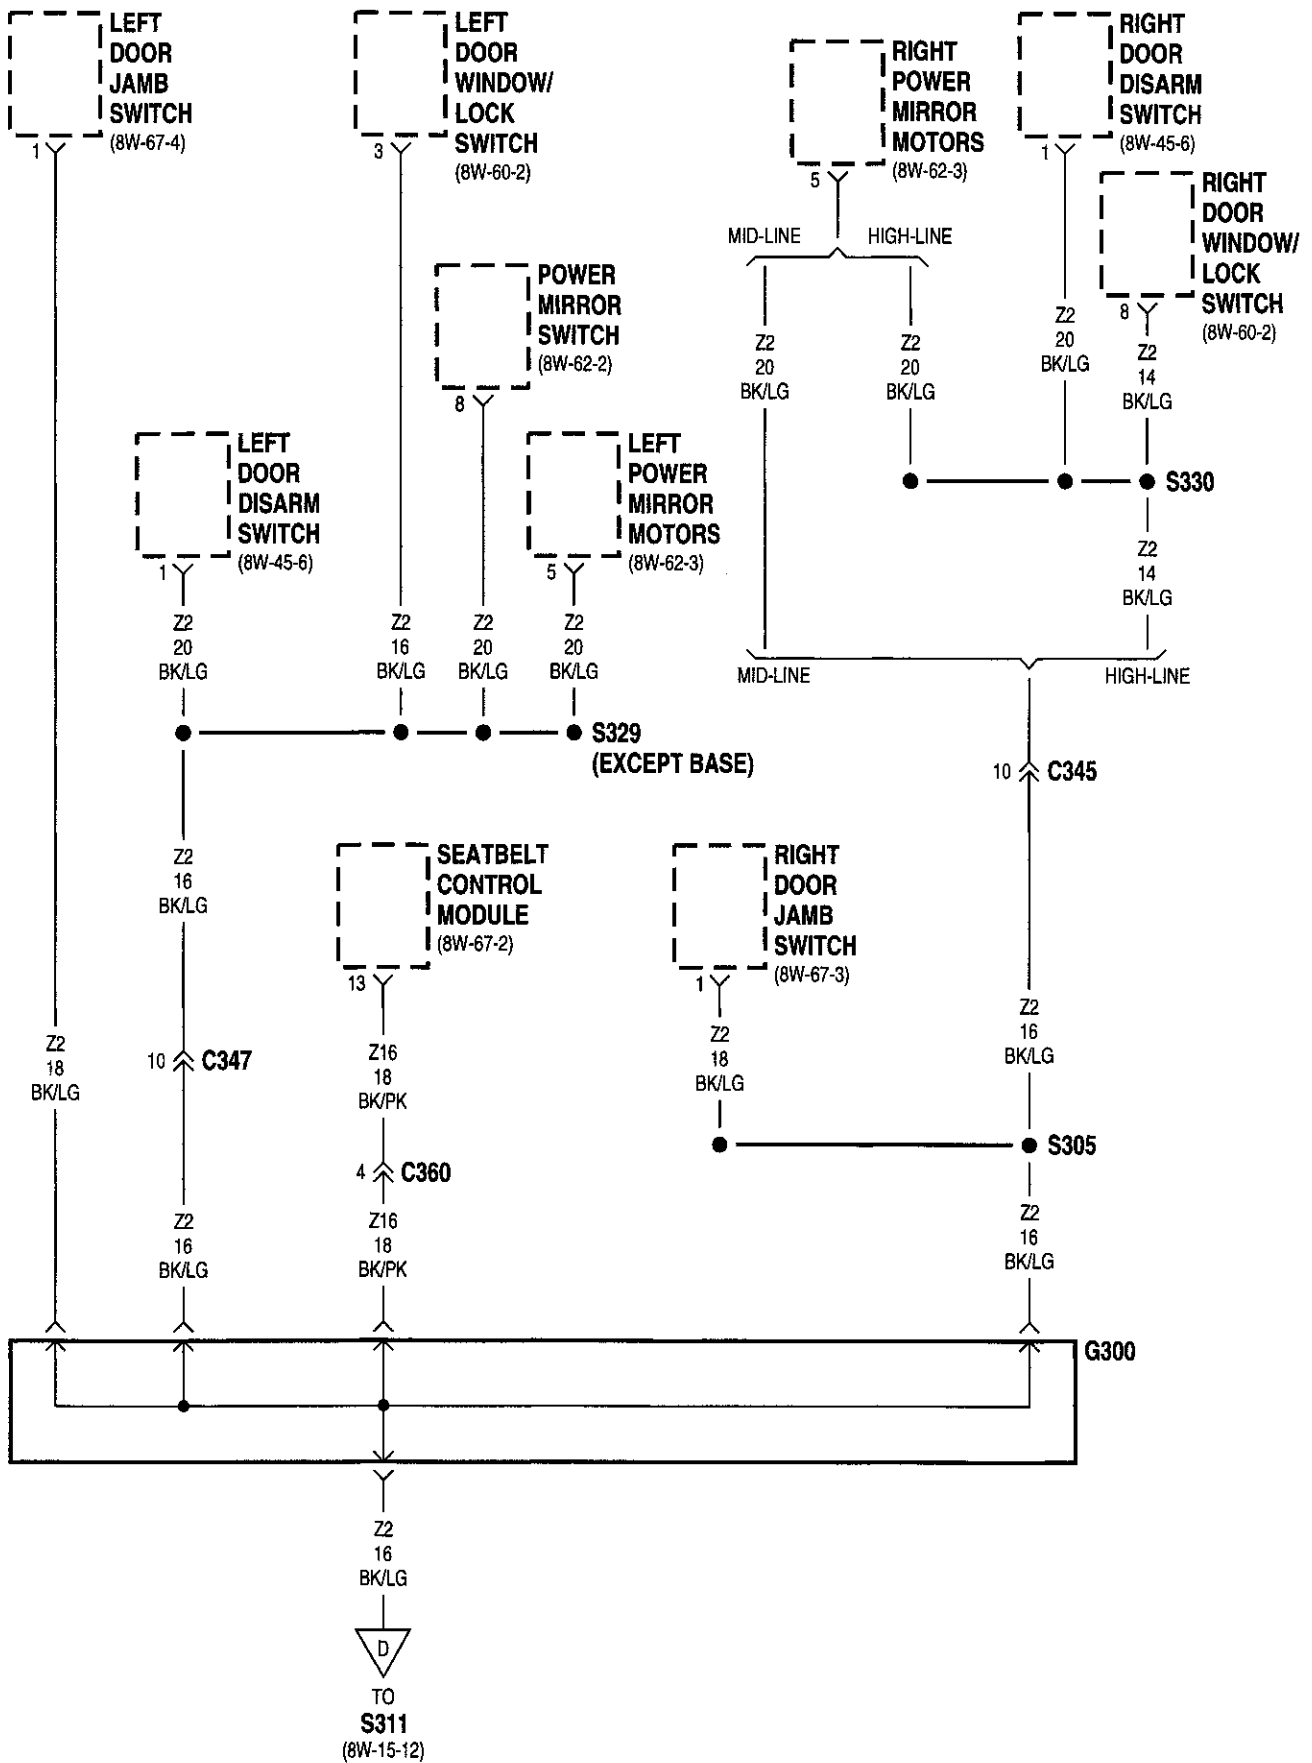 LEFT
DOOR
JAMB
SWITCH
(8W-67-4)
1
LEFT
DOOR
WINDOW/
LOCK
SWITCH
(8W-60-2)
3
RIGHT
POWER
MIRROR
MOTORS
(8W-62-3)
5
RIGHT
DOOR
DISARM
SWITCH
(8W-45-6)
1
RIGHT
DOOR
WINDOW/
LOCK
SWITCH
(8W-60-2)
8
MID-LINE
HIGH-LINE
POWER
MIRROR
SWITCH
(8W-62-2)
8
Z2
20
BK/LG
Z2
20
BK/LG
Z2
20
BK/LG
Z2
14
BK/LG
LEFT
DOOR
DISARM
SWITCH
(8W-45-6)
1
LEFT
POWER
MIRROR
MOTORS
(8W-62-3)
5
S330
Z2
14
BK/LG
Z2
20
BK/LG
Z2
16
BK/LG
Z2
20
BK/LG
Z2
20
BK/LG
MID-LINE
HIGH-LINE
S329
(EXCEPT BASE)
10
C345
Z2
16
BK/LG
SEATBELT
CONTROL
MODULE
(8W-67-2)
13
RIGHT
DOOR
JAMB
SWITCH
(8W-67-3)
1
Z2
18
BK/LG
10
C347
Z16
18
BK/PK
Z2
18
BK/LG
Z2
16
BK/LG
S305
4
C360
Z2
16
BK/LG
Z16
18
BK/PK
Z2
16
BK/LG
G300
Z2
16
BK/LG
D
TO
S311
(8W-15-12)